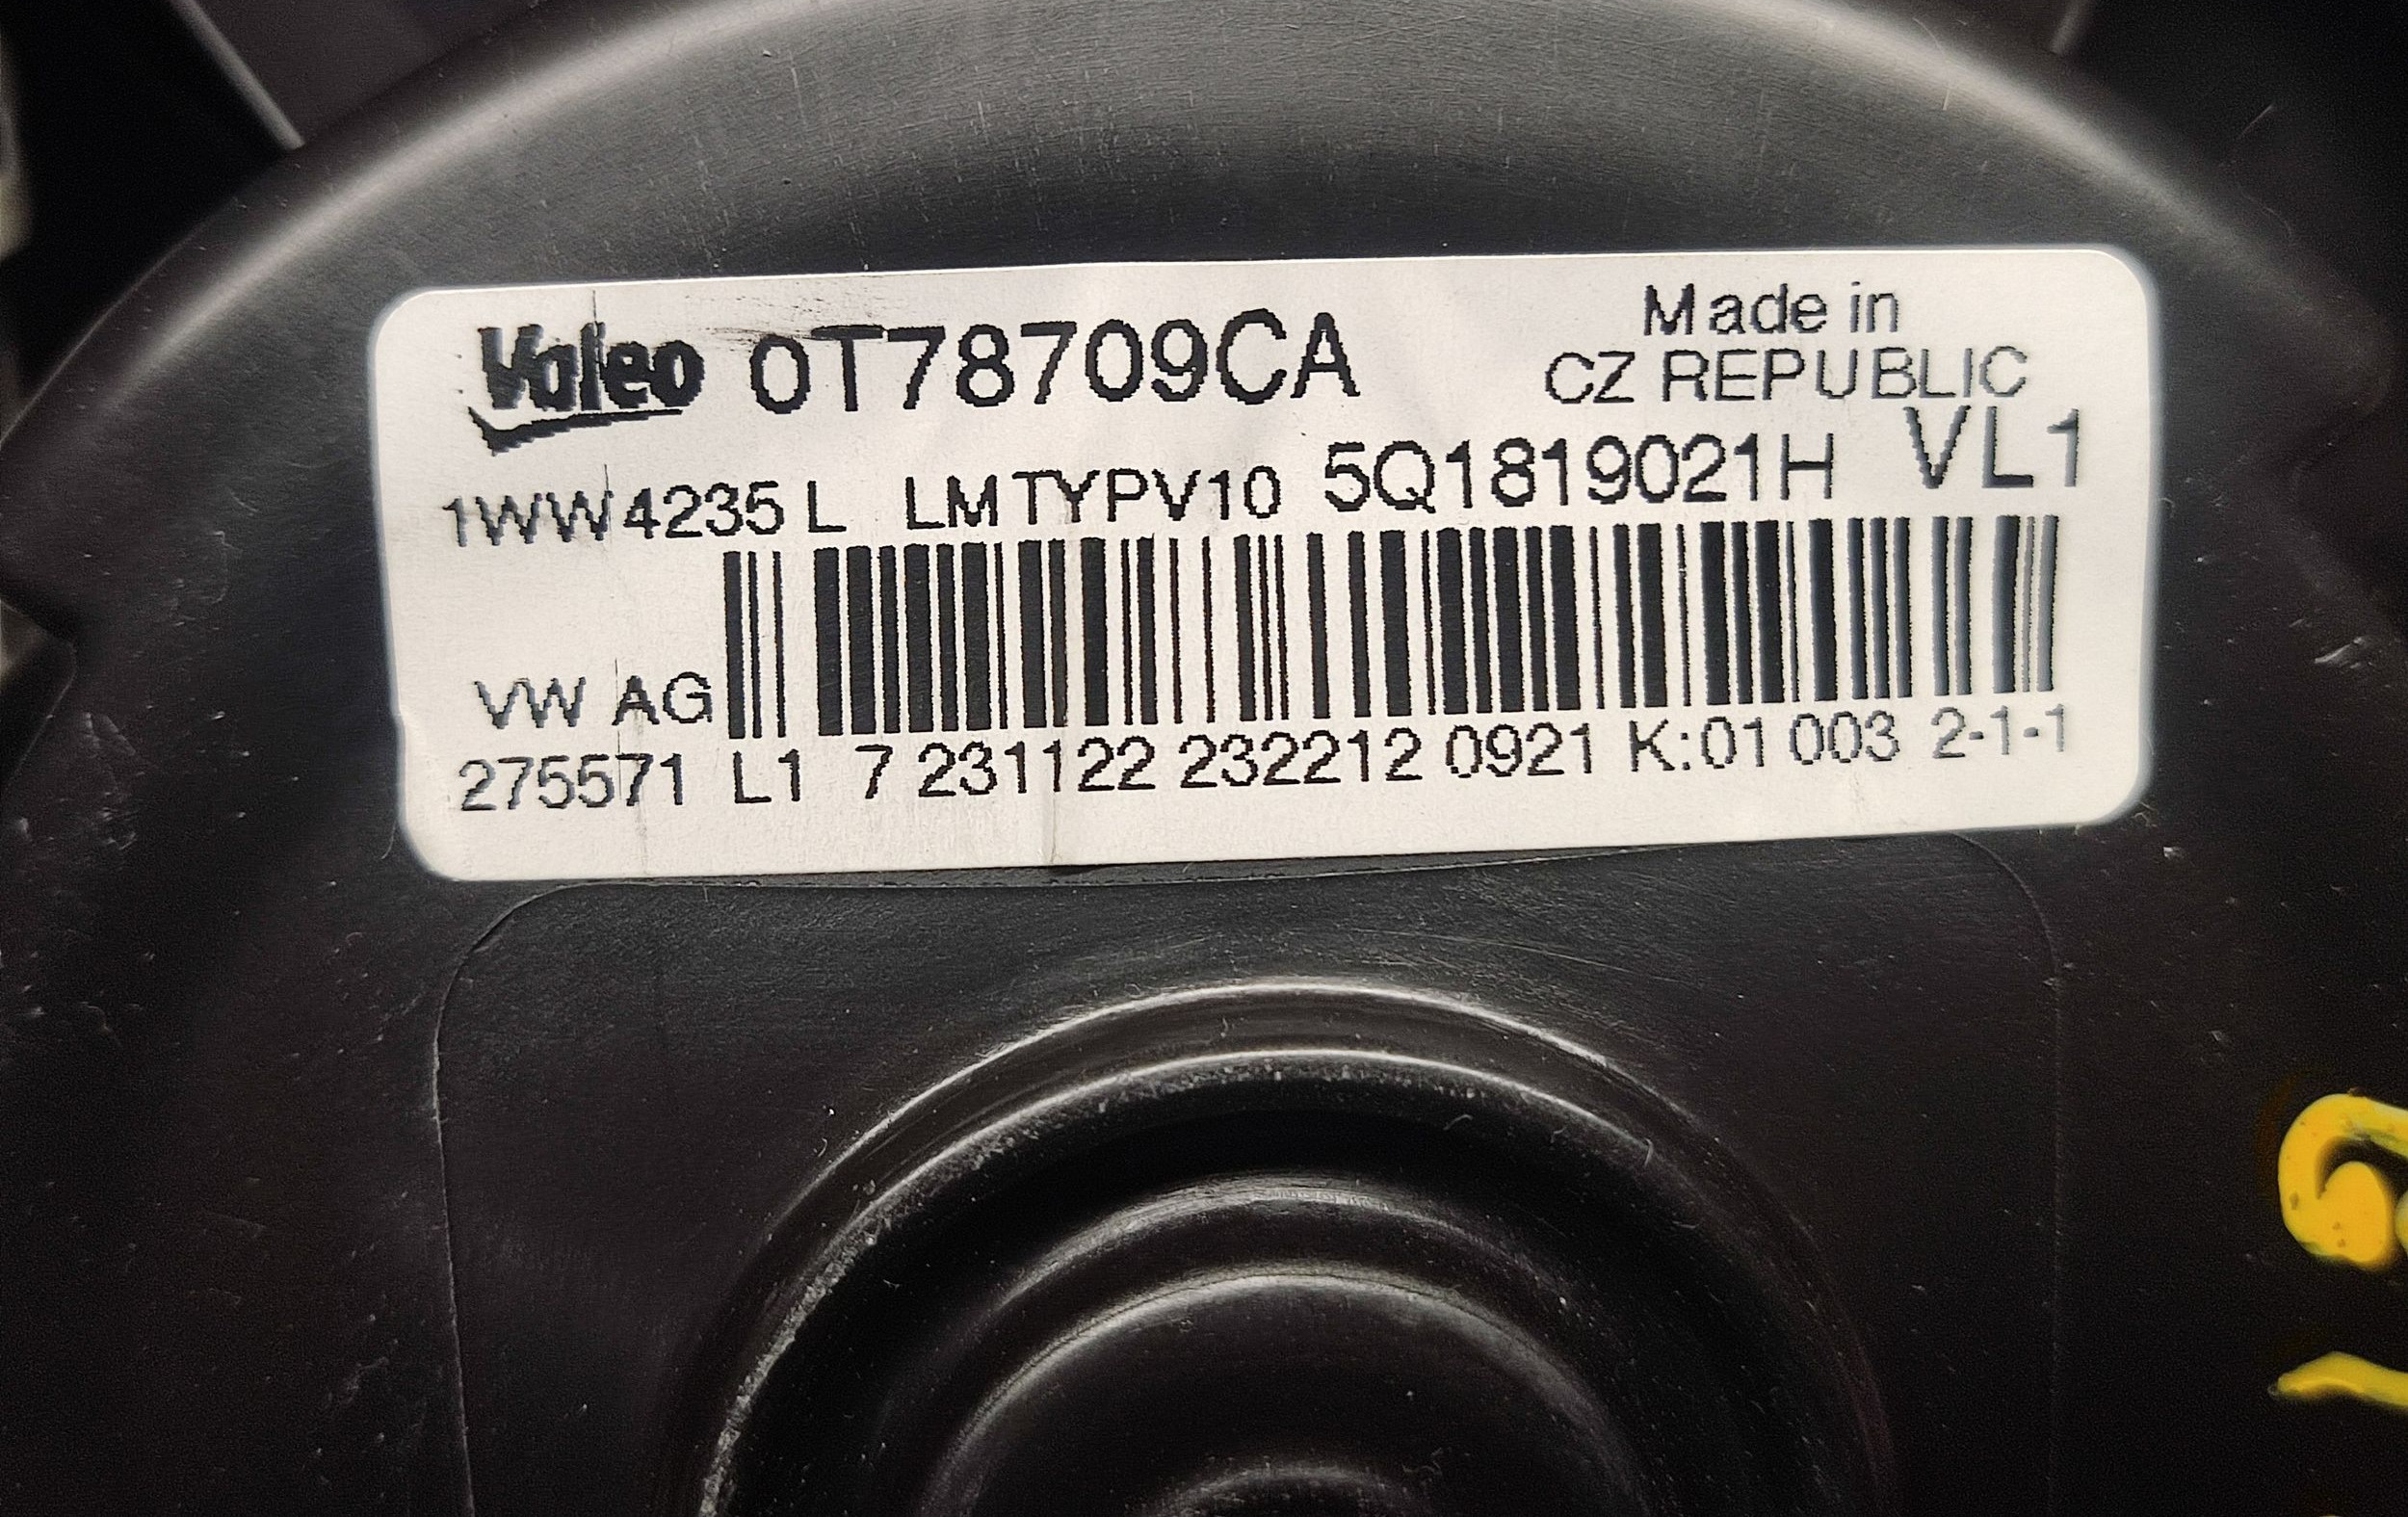 Valeo 0T78709CA Made in
CZ REPUBLIC
1WW4235 L LMTYPV10 5Q1819021H VL1
VW AG
275571 L1 7 231122 232212 0921 K:01 003 2-1-1